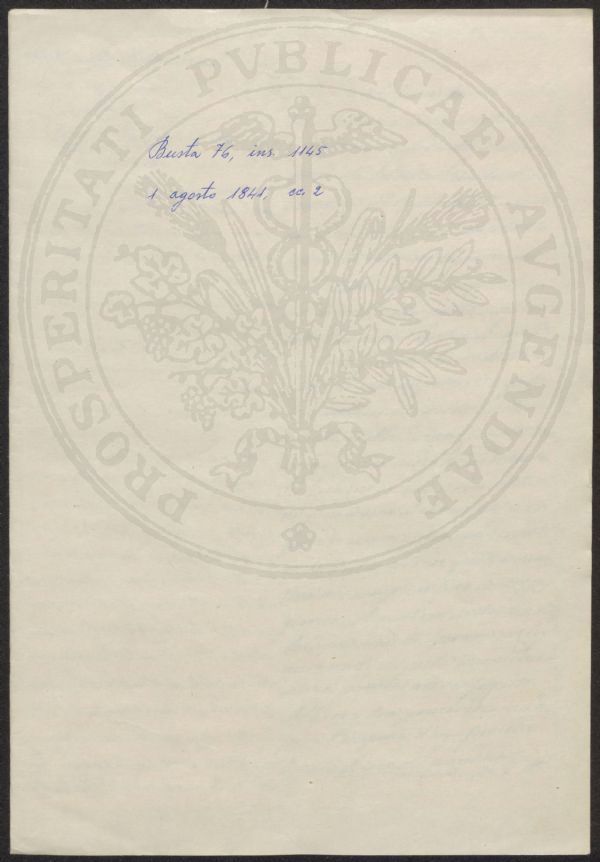 Busta 76, ins. 1145
1 agosto 1841, cc. 2
PROSPERITATI PVBLICAE AVGENDAE